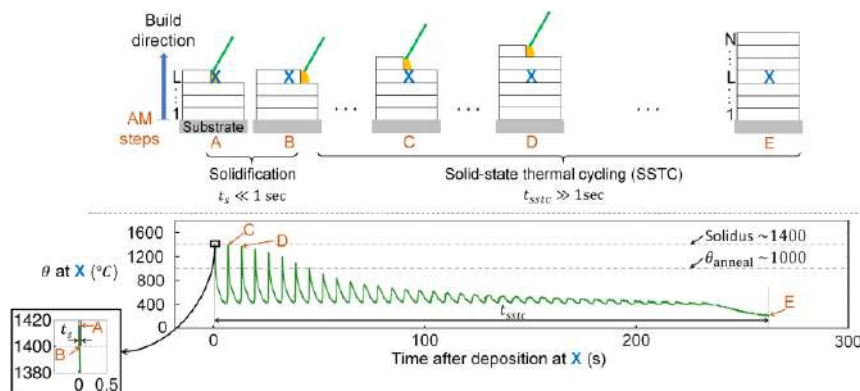 Build
direction
N
L
X
X
X
X
L
X
1
1
AM
steps
Substrate
A
B
C
D
E
Solidification
Solid-state thermal cycling (SSTC)
t_s ≪ 1 sec
t_sstc ≫ 1sec
1600
C
D
Solidus ~1400
1200
θ at X (°C)
θ_anneal ~1000
800
400
E
0
t_sstc
0
100
200
300
Time after deposition at X (s)
1420
t_s
A
1400
B
1380
0
0.5